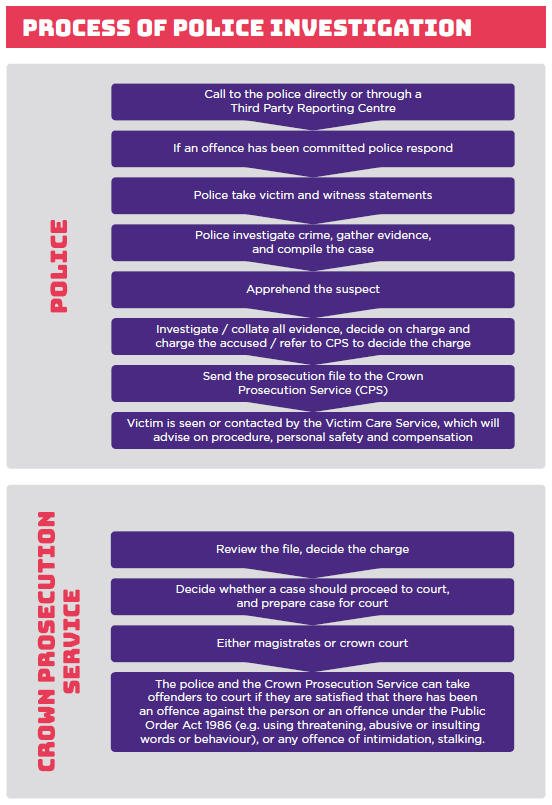 PROCESS OF POLICE INVESTIGATION
POLICE
Call to the police directly or through a
Third Party Reporting Centre
If an offence has been committed police respond
Police take victim and witness statements
Police investigate crime, gather evidence,
and compile the case
Apprehend the suspect
Investigate / collate all evidence, decide on charge and
charge the accused / refer to CPS to decide the charge
Send the prosecution file to the Crown
Prosecution Service (CPS)
Victim is seen or contacted by the Victim Care Service, which will
advise on procedure, personal safety and compensation
CROWN PROSECUTION
SERVICE
Review the file, decide the charge
Decide whether a case should proceed to court,
and prepare case for court
Either magistrates or crown court
The police and the Crown Prosecution Service can take
offenders to court if they are satisfied that there has been
an offence against the person or an offence under the Public
Order Act 1986 (e.g. using threatening, abusive or insulting
words or behaviour), or any offence of intimidation, stalking.